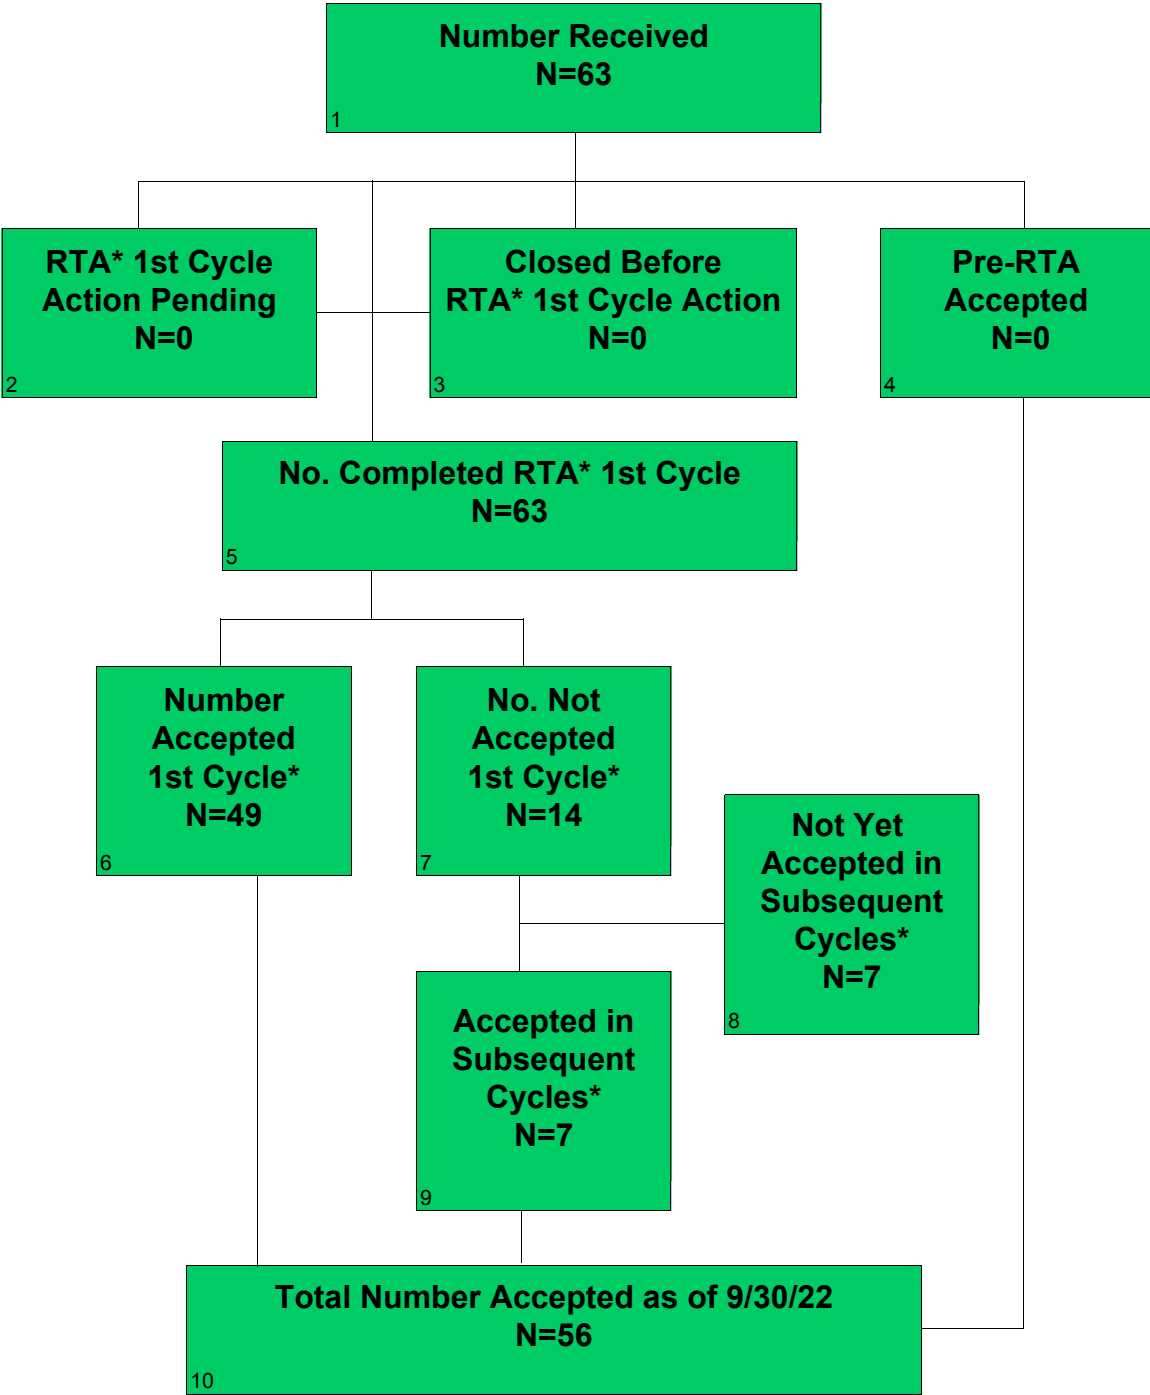 Number Received
N=63
1
RTA* 1st Cycle
Action Pending
N=0
2
Closed Before
RTA* 1st Cycle Action
N=0
3
Pre-RTA
Accepted
N=0
4
No. Completed RTA* 1st Cycle
N=63
5
Number
Accepted
1st Cycle*
N=49
6
No. Not
Accepted
1st Cycle*
N=14
7
Not Yet
Accepted in
Subsequent
Cycles*
N=7
8
Accepted in
Subsequent
Cycles*
N=7
9
Total Number Accepted as of 9/30/22
N=56
10